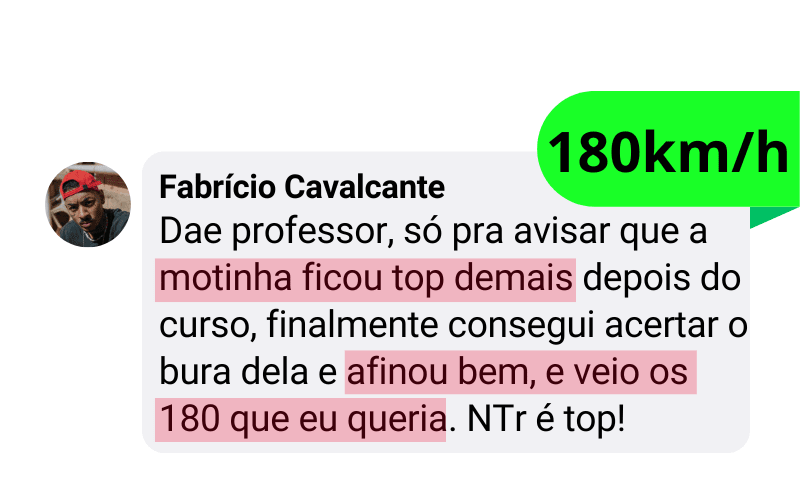 180km/h
Fabrício Cavalcante
Dae professor, só pra avisar que a
motinha ficou top demais depois do
curso, finalmente consegui acertar o
bura dela e afinou bem, e veio os
180 que eu queria. NTr é top!